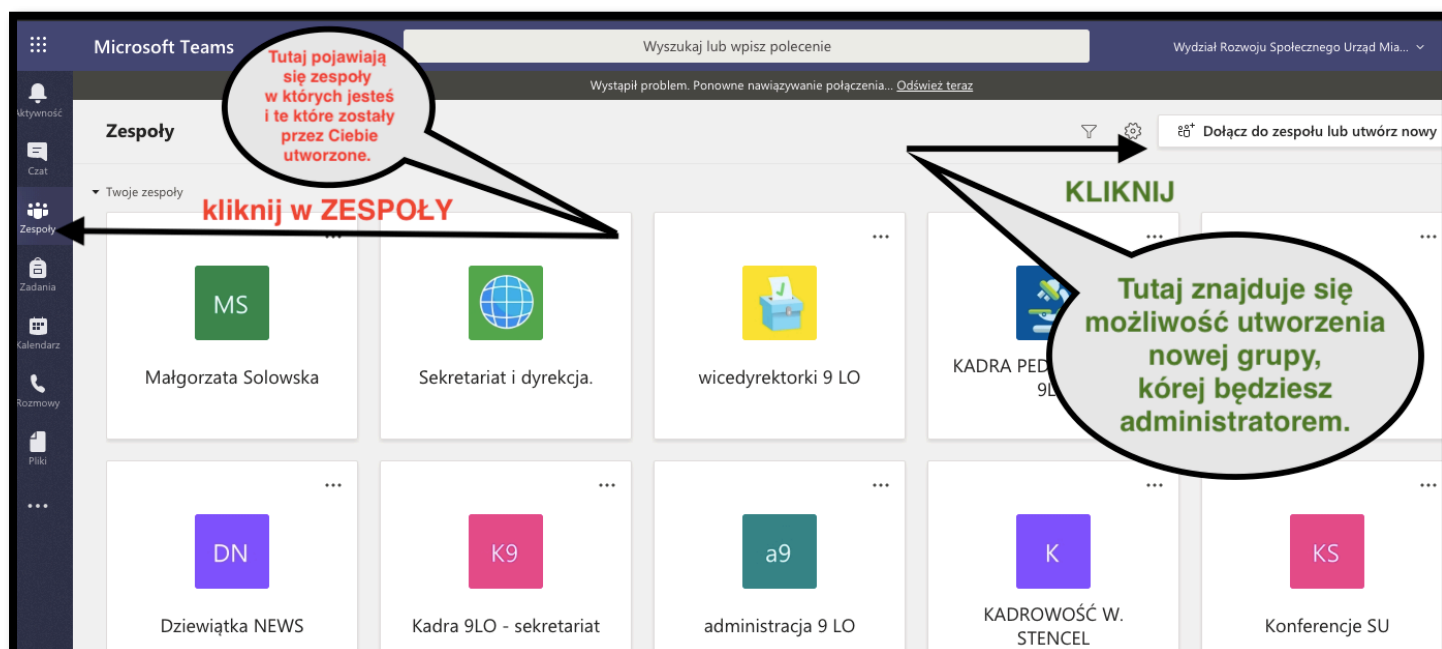 Microsoft Teams
Wyszukaj lub wpisz polecenie
Wydział Rozwoju Społecznego Urząd Mia...
Wystąpił problem. Ponowne nawiązywanie połączenia... Odśwież teraz
Tutaj pojawiają
się zespoły
w których jesteś
i te które zostały
przez Ciebie
utworzone.
Aktywność
Czat
Zespoły
Zadania
Kalendarz
Rozmowy
Pliki
Zespoły
Dołącz do zespołu lub utwórz nowy
Twoje zespoły
kliknij w ZESPOŁY
KLIKNIJ
Tutaj znajduje się
możliwość utworzenia
nowej grupy,
kórej będziesz
administratorem.
MS
Małgorzata Solowska
Sekretariat i dyrekcja.
wicedyrektorki 9 LO
KADRA PED
DN
Dziewiątka NEWS
K9
Kadra 9LO - sekretariat
a9
administracja 9 LO
K
KADROWOŚĆ W.
STENCEL
KS
Konferencje SU